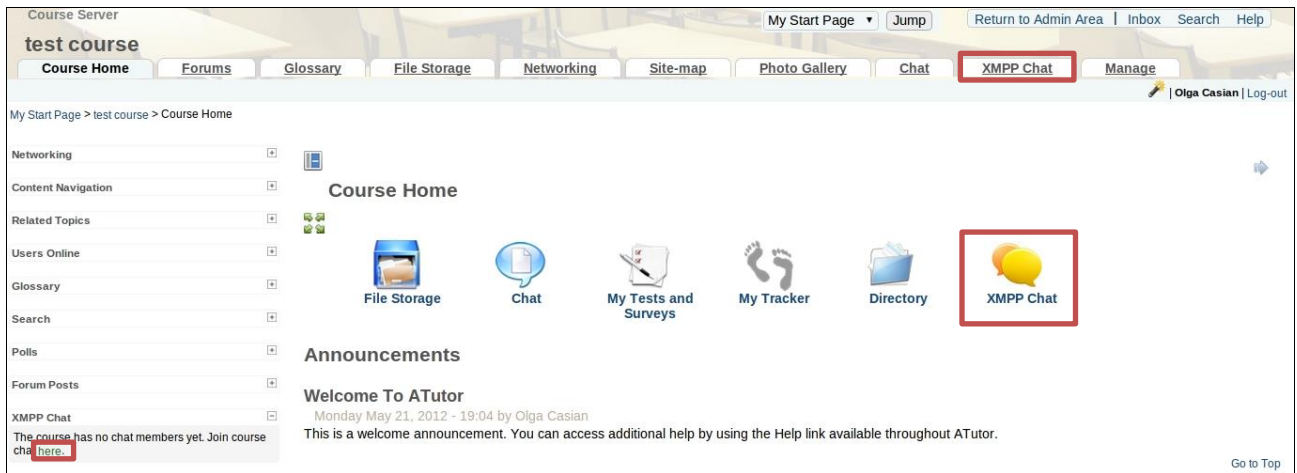 Course Server
My Start Page Jump Return to Admin Area | Inbox Search Help
test course
Course Home Forums Glossary File Storage Networking Site-map Photo Gallery Chat XMPP Chat Manage
| Olga Casian | Log-out
My Start Page > test course > Course Home
Networking
Content Navigation
Related Topics
Users Online
Glossary
Search
Polls
Forum Posts
XMPP Chat
The course has no chat members yet. Join course
here.
Course Home
File Storage
Chat
My Tests and
Surveys
My Tracker
Directory
XMPP Chat
Announcements
Welcome To ATutor
Monday May 21, 2012 - 19:04 by Olga Casian
This is a welcome announcement. You can access additional help by using the Help link available throughout ATutor.
Go to Top